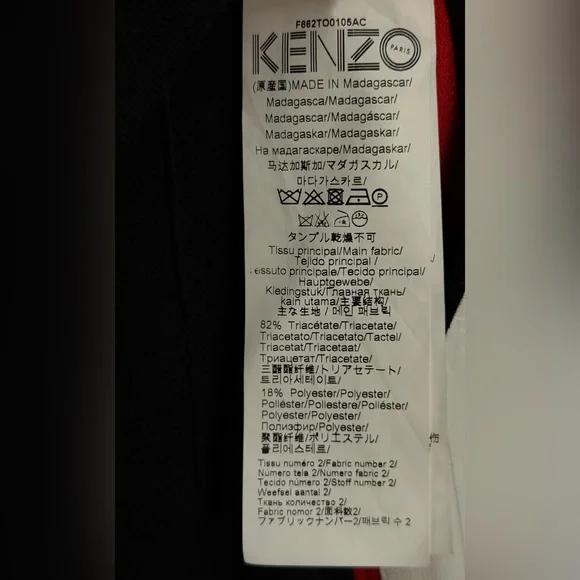 F662TO0105AC
KENZO
PARIS
(原産国)MADE IN Madagascar/
Madagasca/Madagascar/
Madagascar/Madagáscar/
Madagaskar/Madagaskar/
На мадагаскаре/Madagaskar/
马达加斯加/マダガスカル/
마다가스카르/
P
タンブル乾燥不可
Tissu principal/Main fabric/
Tejido principal /
essuto principale/Tecido principal/
Hauptgewebe/
Kledingstuk/Главная ткань/
kain utama/主要结构/
主な生地 / 메인 패브릭
82% Triacétate/Triacetate/
Triacetato/Triacetato/Tactel/
Triacetat/Triacetaat/
Триацетат/Triacetate/
三醋酯纤维/トリアセテート/
트리아세테이트/
18% Polyester/Polyester/
Poliéster/Poliestere/Poliéster/
Polyester/Polyester/
Полиэфир/Polyester/
聚酯纤维/ポリエステル/
폴리에스테르/
Tissu numéro 2/Fabric number 2/
Número tela 2/Numero fabric 2/
Tecido número 2/Stoff number 2/
Weefsel aantal 2/
Ткань количество 2/
Fabric nomor 2/面料数2/
ファブリックナンバー2/패브릭 수 2